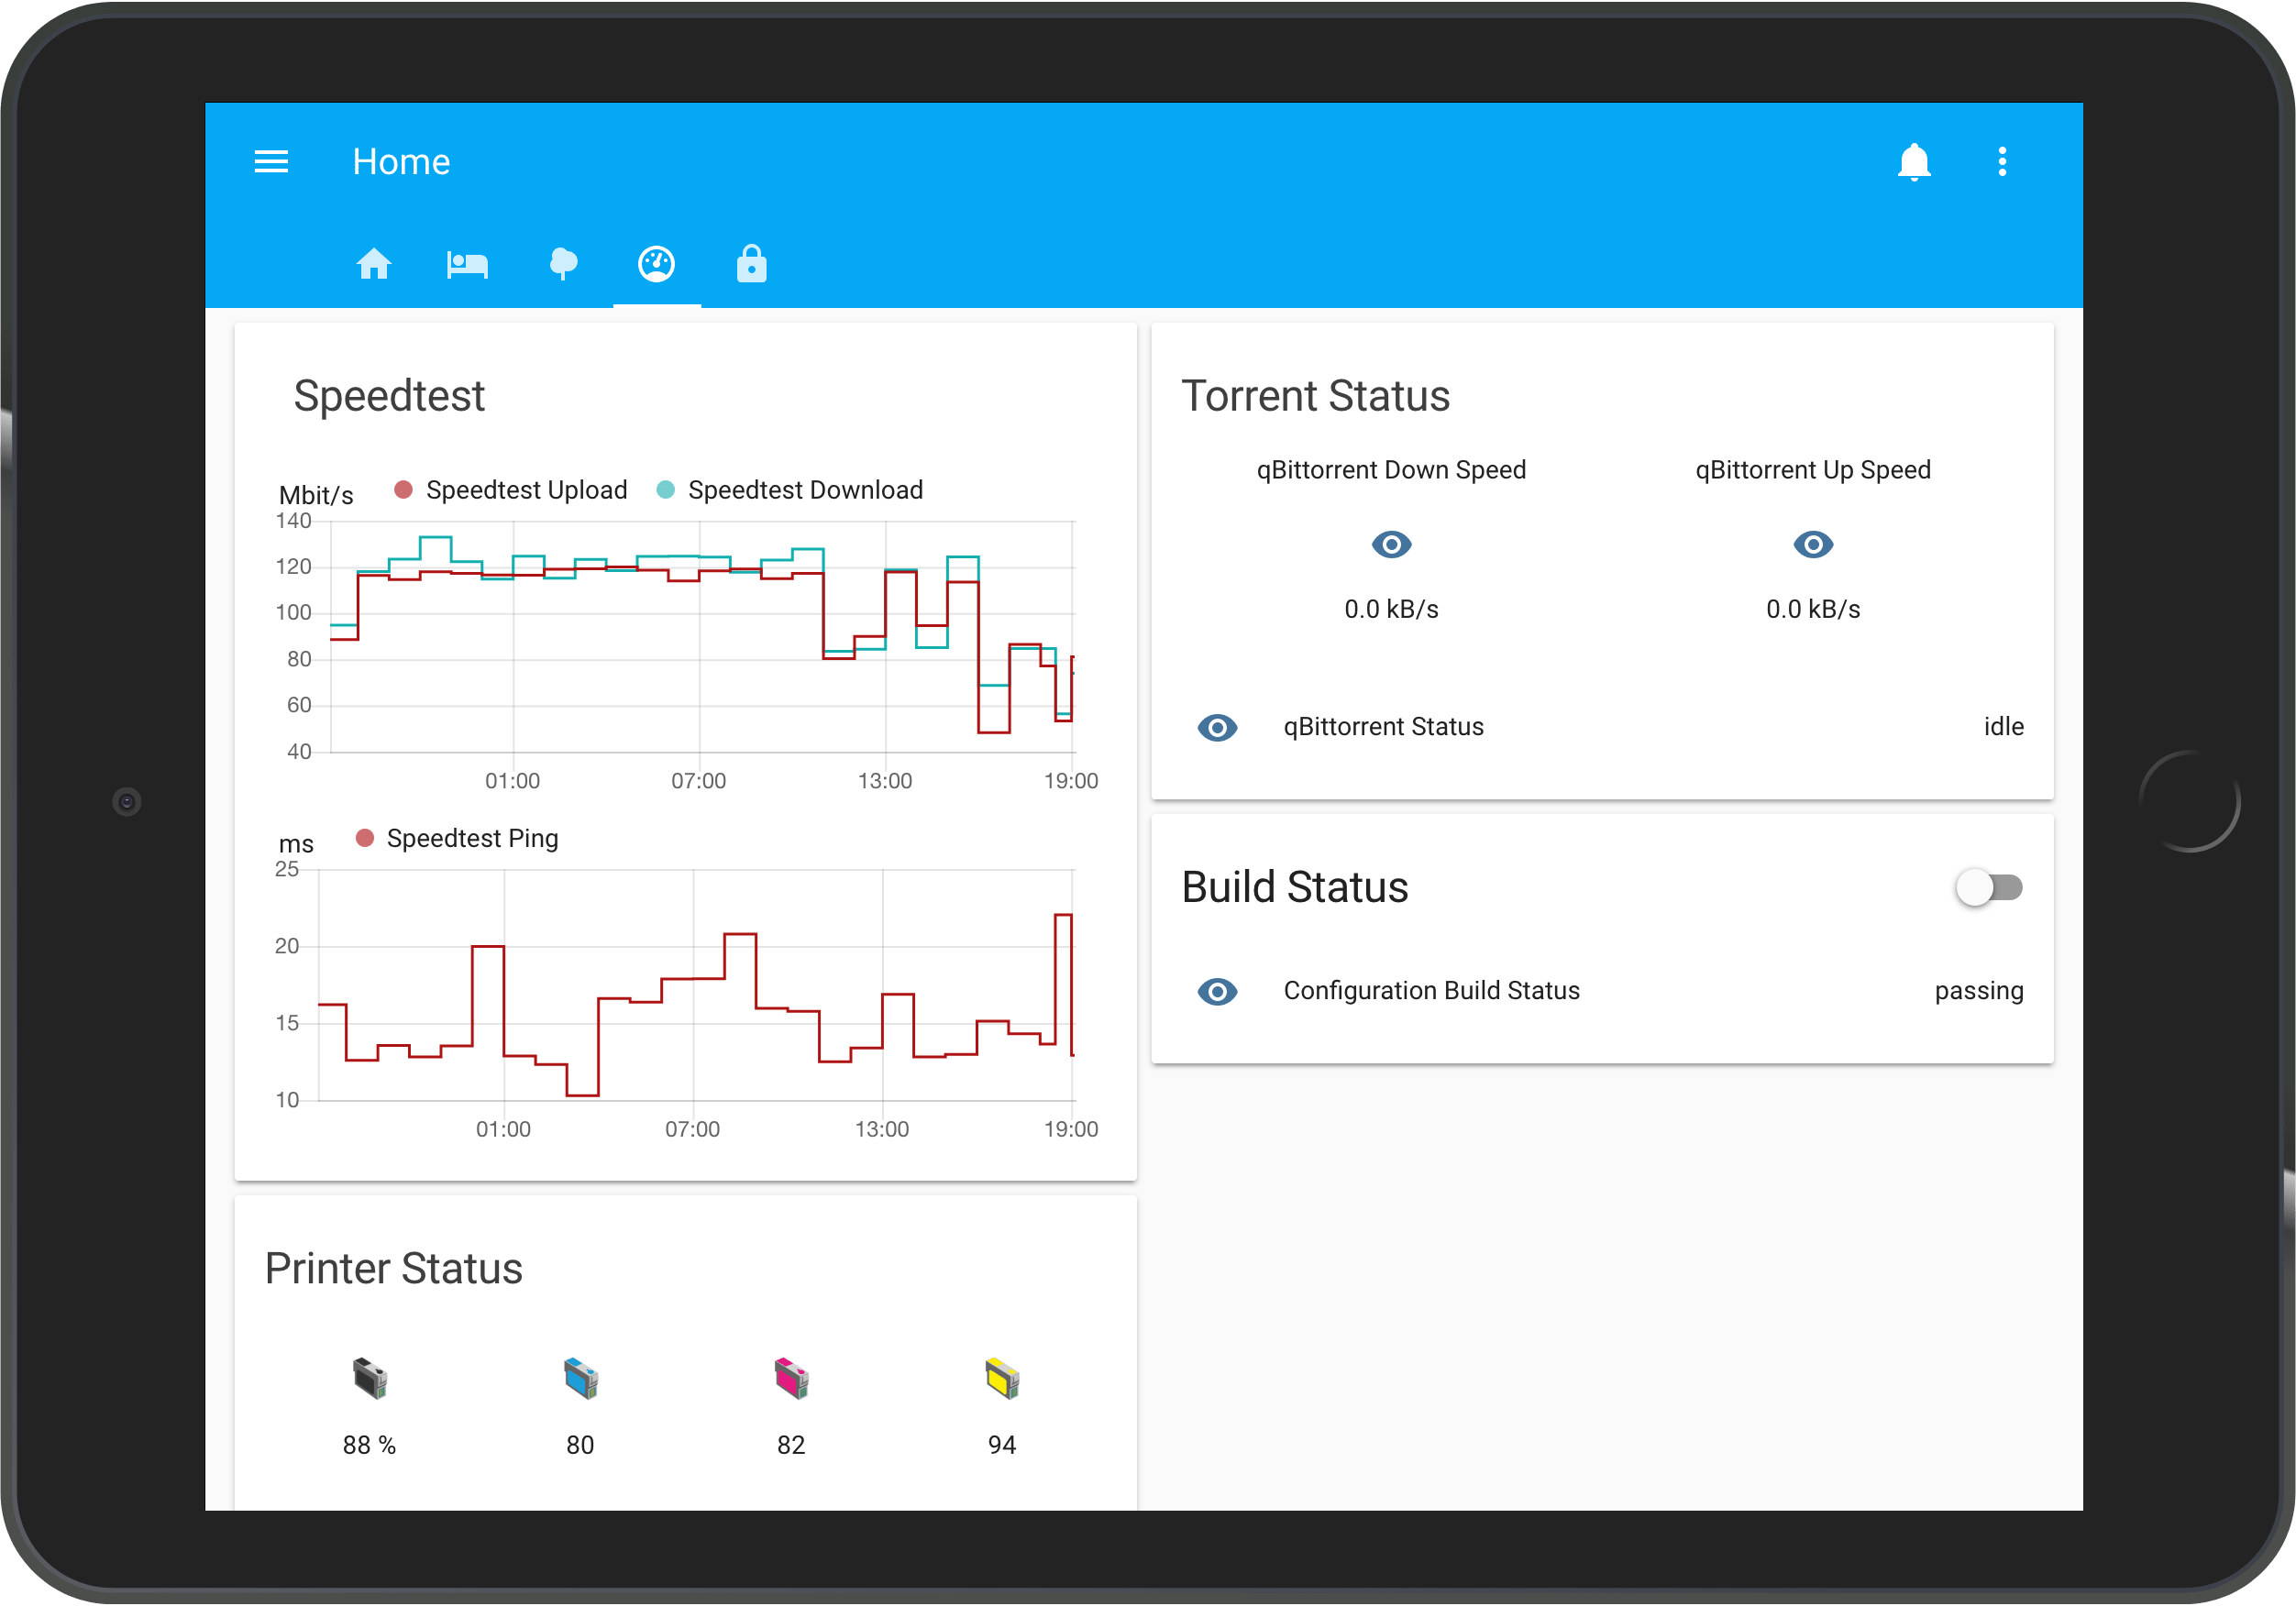 Home
Speedtest
Mbit/s
Speedtest Upload
Speedtest Download
140
120
100
80
60
40
01:00
07:00
13:00
19:00
ms
Speedtest Ping
25
20
15
10
01:00
07:00
13:00
19:00
Printer Status
88 %
80
82
94
Torrent Status
qBittorrent Down Speed
qBittorrent Up Speed
0.0 kB/s
0.0 kB/s
qBittorrent Status
idle
Build Status
Configuration Build Status
passing